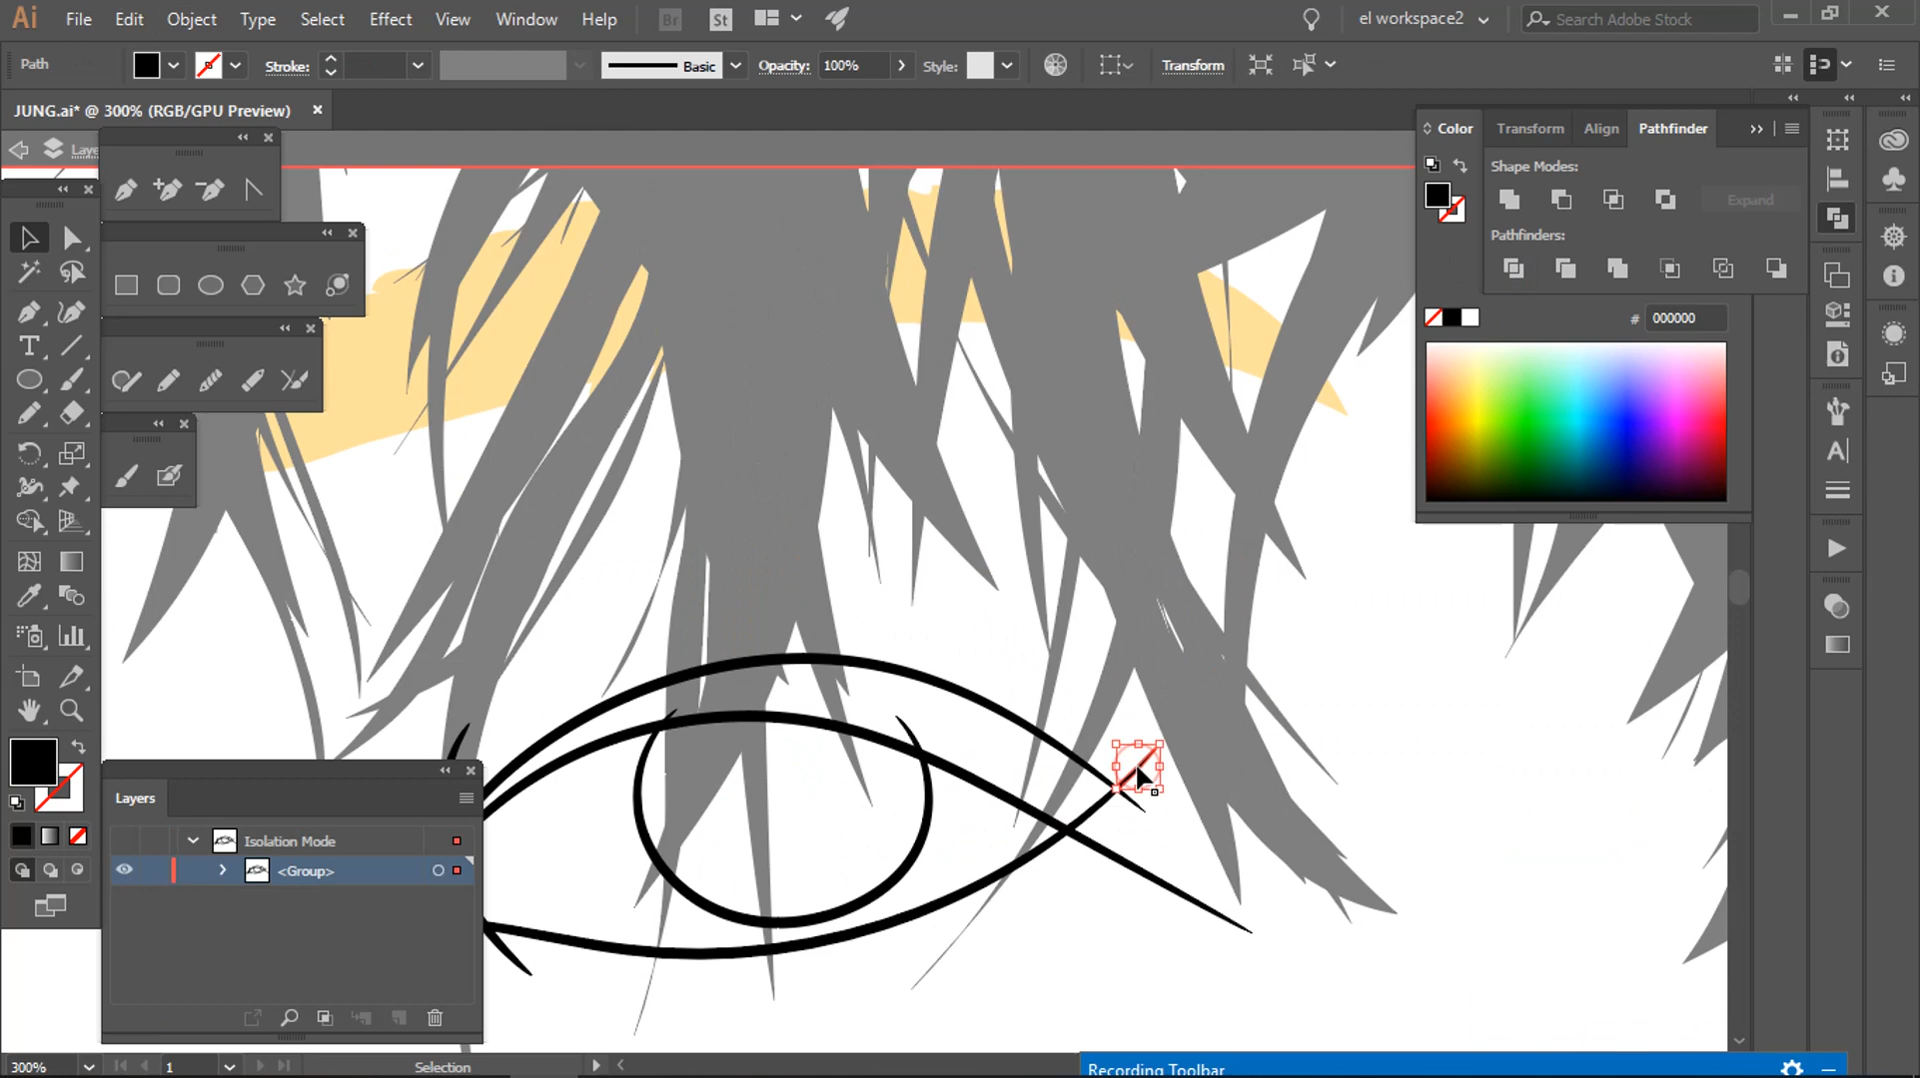 Ai File Edit Object Type Select Effect View Window Help Br St el workspace2 Search Adobe Stock
Path Stroke: Basic Opacity: 100% Style: Transform
JUNG.ai* @ 300% (RGB/GPU Preview)
Color Transform Align Pathfinder
Shape Modes:
Expand
Pathfinders:
# 000000
Layers
Isolation Mode
<Group>
300% 1 Selection
Recording Toolbar